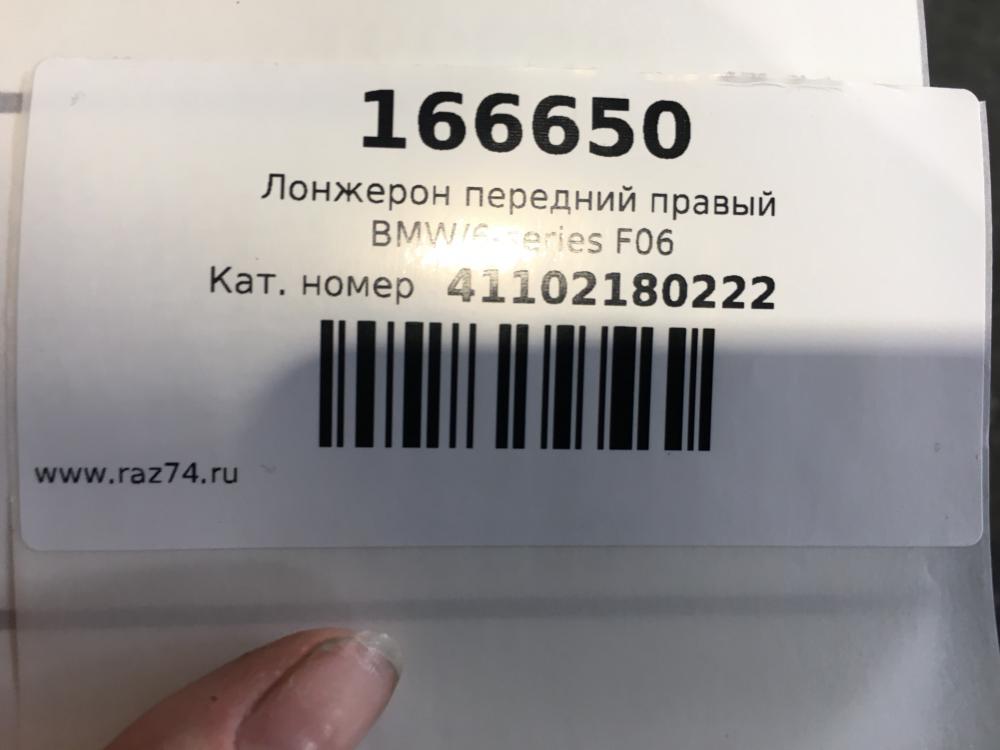 166650
Лонжерон передний правый
BMW/6-series F06
Кат. номер 41102180222
www.raz74.ru